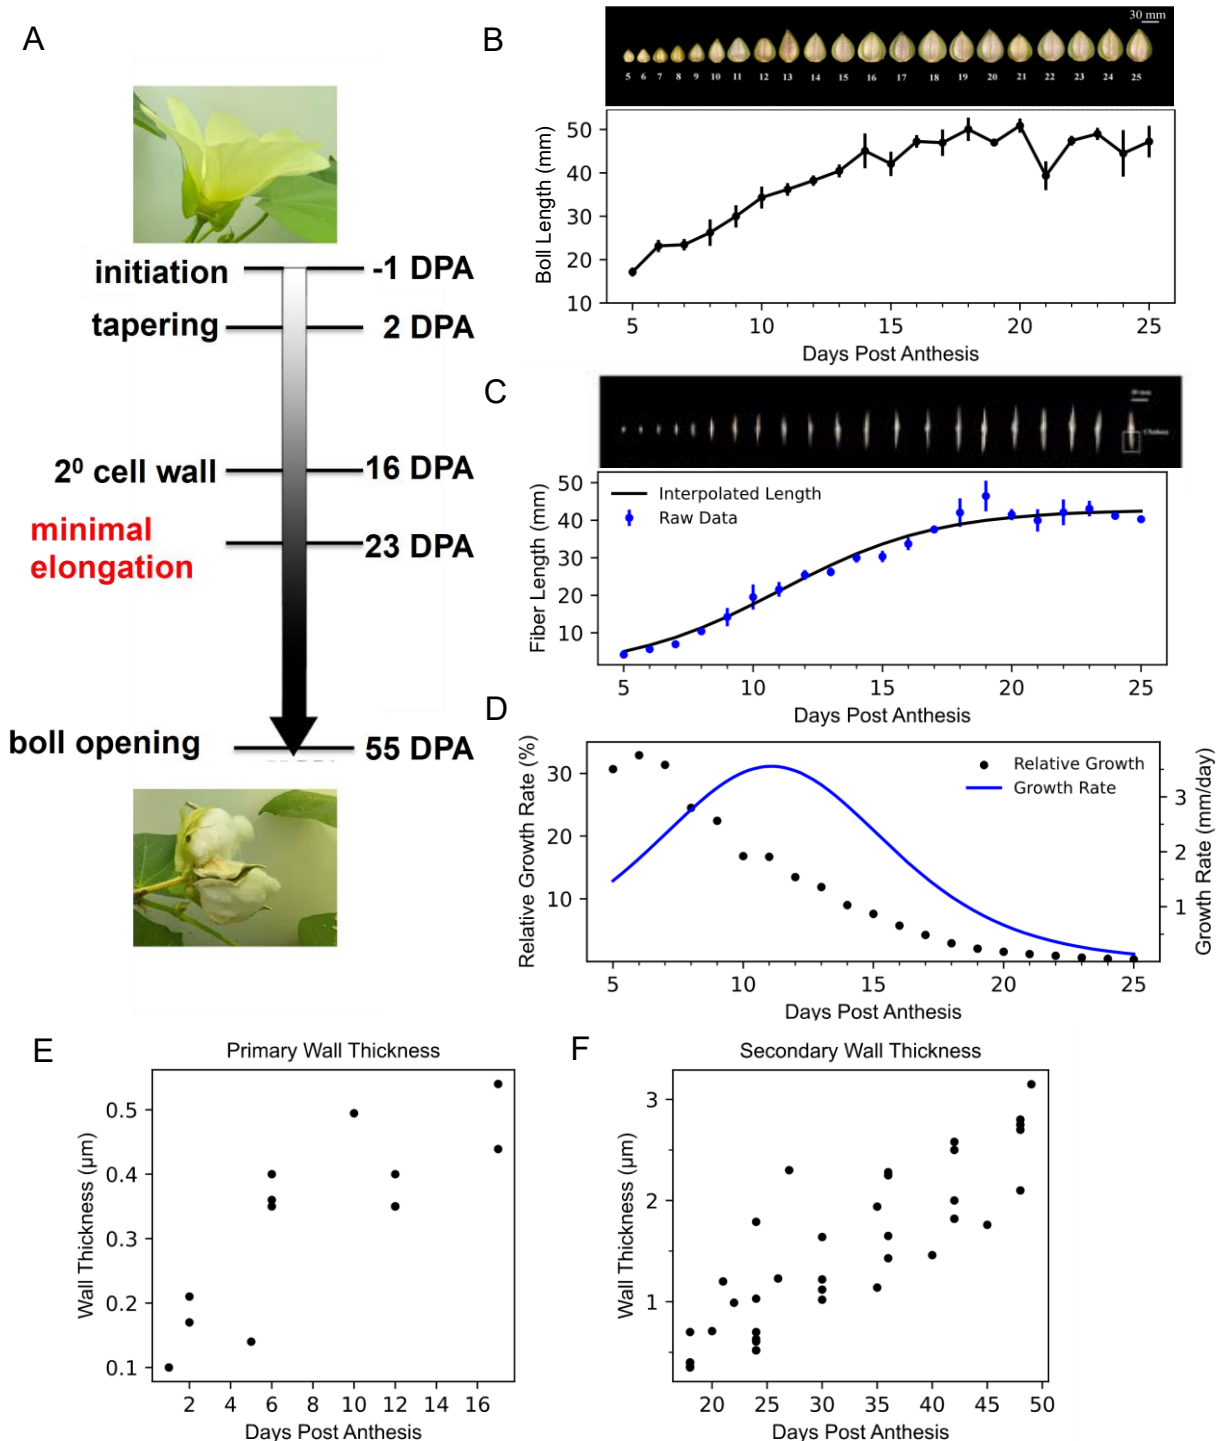 A
initiation
-1 DPA
tapering
2 DPA
2⁰ cell wall
16 DPA
minimal
elongation
23 DPA
boll opening
55 DPA
B
30 mm
5 6 7 8 9 10 11 12 13 14 15 16 17 18 19 20 21 22 23 24 25
Boll Length (mm)
50
40
30
20
10
5 10 15 20 25
Days Post Anthesis
C
Fiber Length (mm)
50
40
30
20
10
Interpolated Length
Raw Data
5 10 15 20 25
Days Post Anthesis
D
Relative Growth Rate (%)
30
20
10
Relative Growth
Growth Rate
3
2
1
Growth Rate (mm/day)
5 10 15 20 25
Days Post Anthesis
E
Primary Wall Thickness
Wall Thickness (μm)
0.5
0.4
0.3
0.2
0.1
2 4 6 8 10 12 14 16
Days Post Anthesis
F
Secondary Wall Thickness
Wall Thickness (μm)
3
2
1
20 25 30 35 40 45 50
Days Post Anthesis